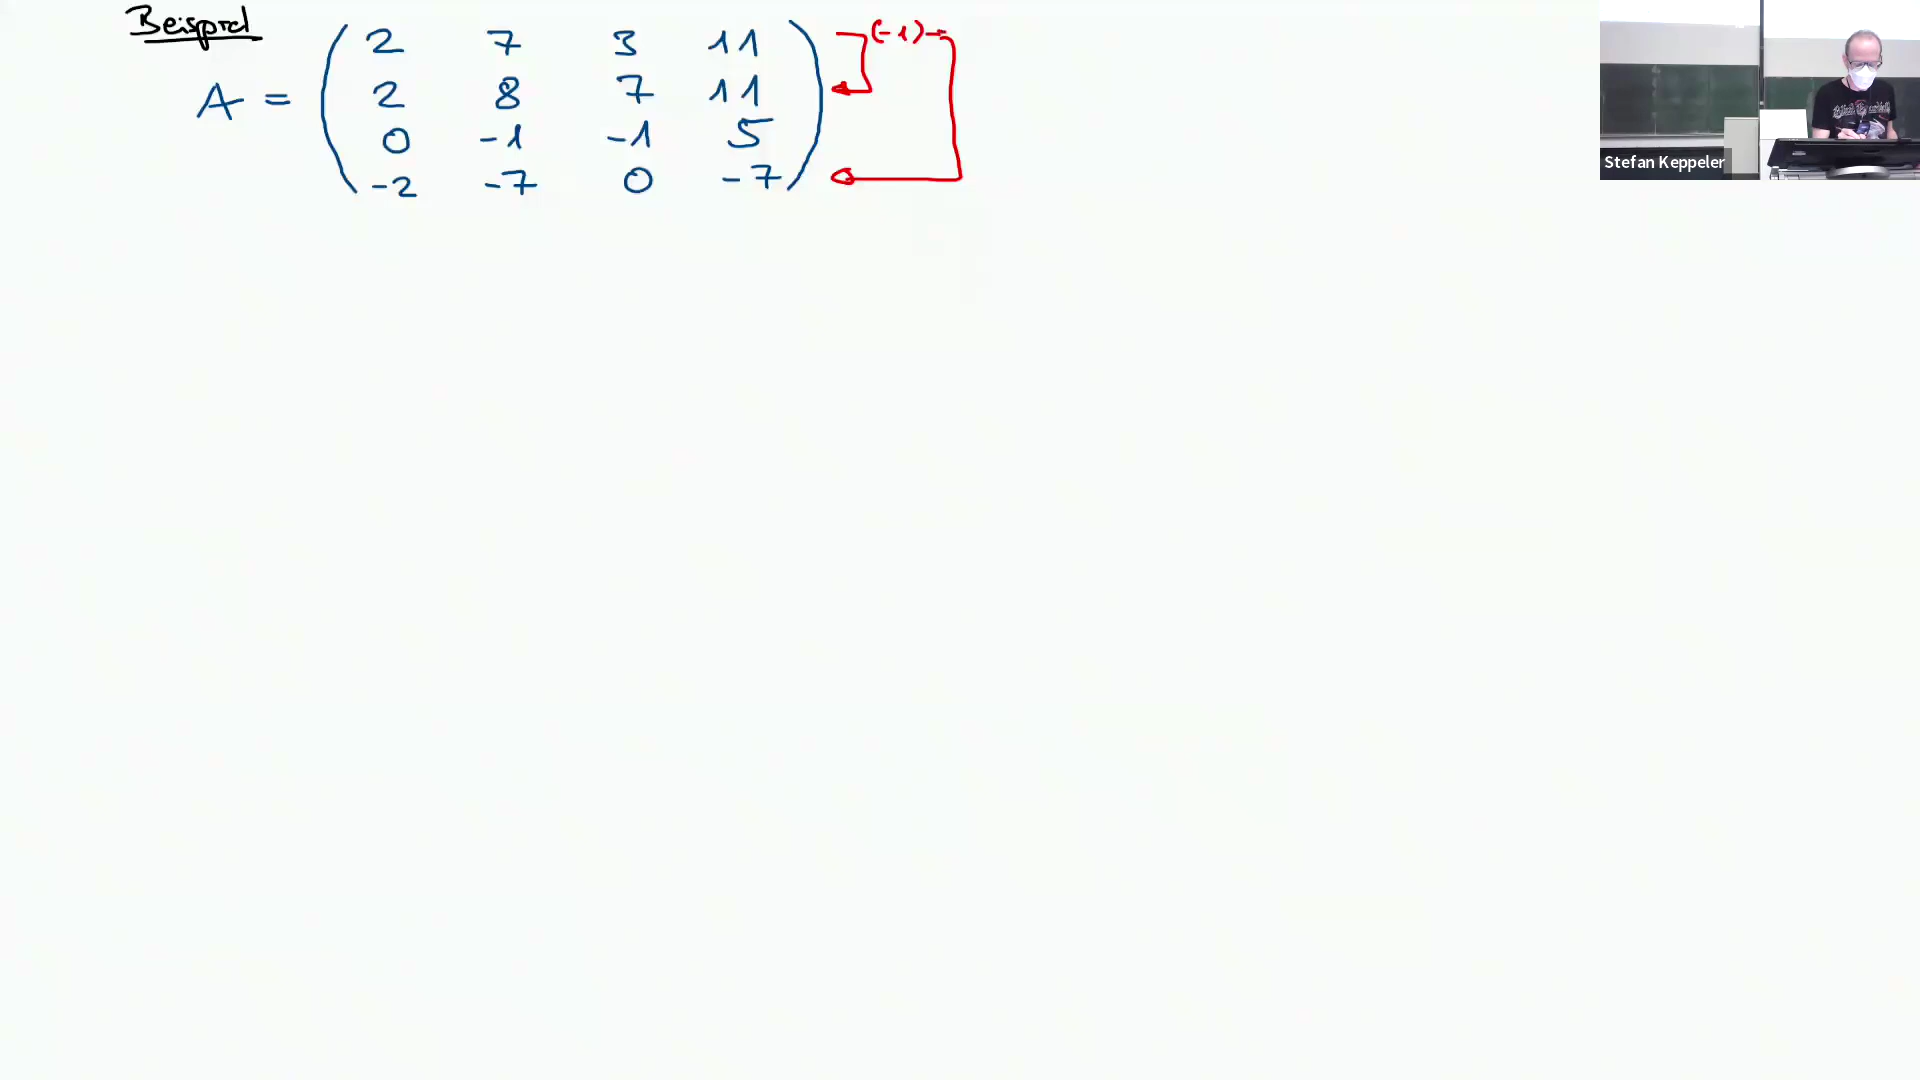 Beispiel
A = ( 2 7 3 11 ) (-1)
2 8 7 11
0 -1 -1 5
-2 -7 0 -7
Stefan Keppeler